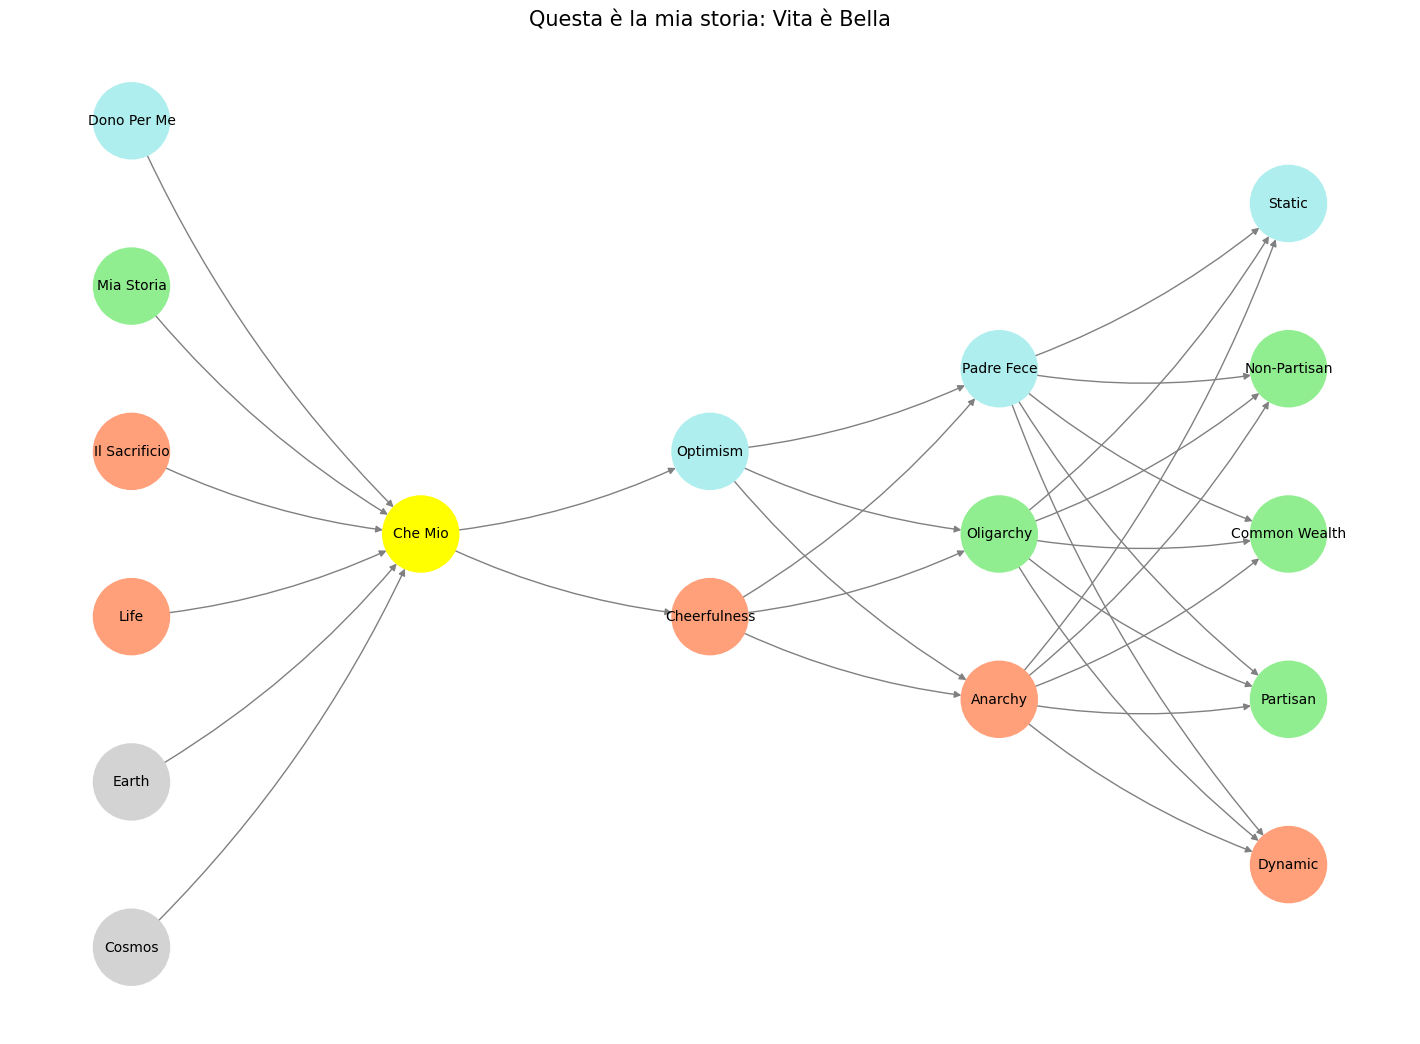 Questa è la mia storia: Vita è Bella
Dono Per Me
Mia Storia
Il Sacrificio
Life
Earth
Cosmos
Che Mio
Optimism
Cheerfulness
Padre Fece
Oligarchy
Anarchy
Static
Non-Partisan
Common Wealth
Partisan
Dynamic